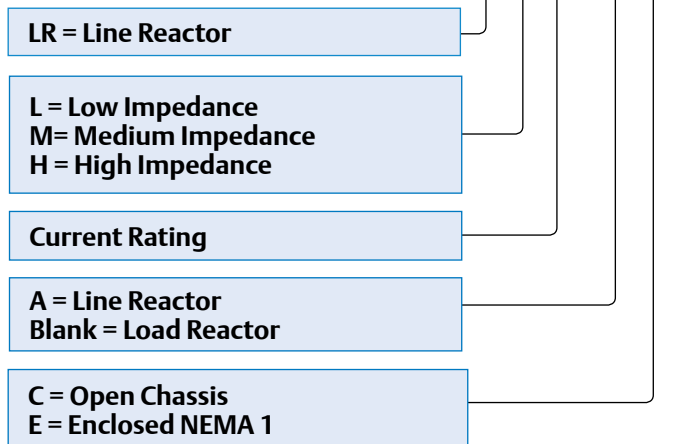 LR = Line Reactor
L = Low Impedance
M= Medium Impedance
H = High Impedance
Current Rating
A = Line Reactor
Blank = Load Reactor
C = Open Chassis
E = Enclosed NEMA 1